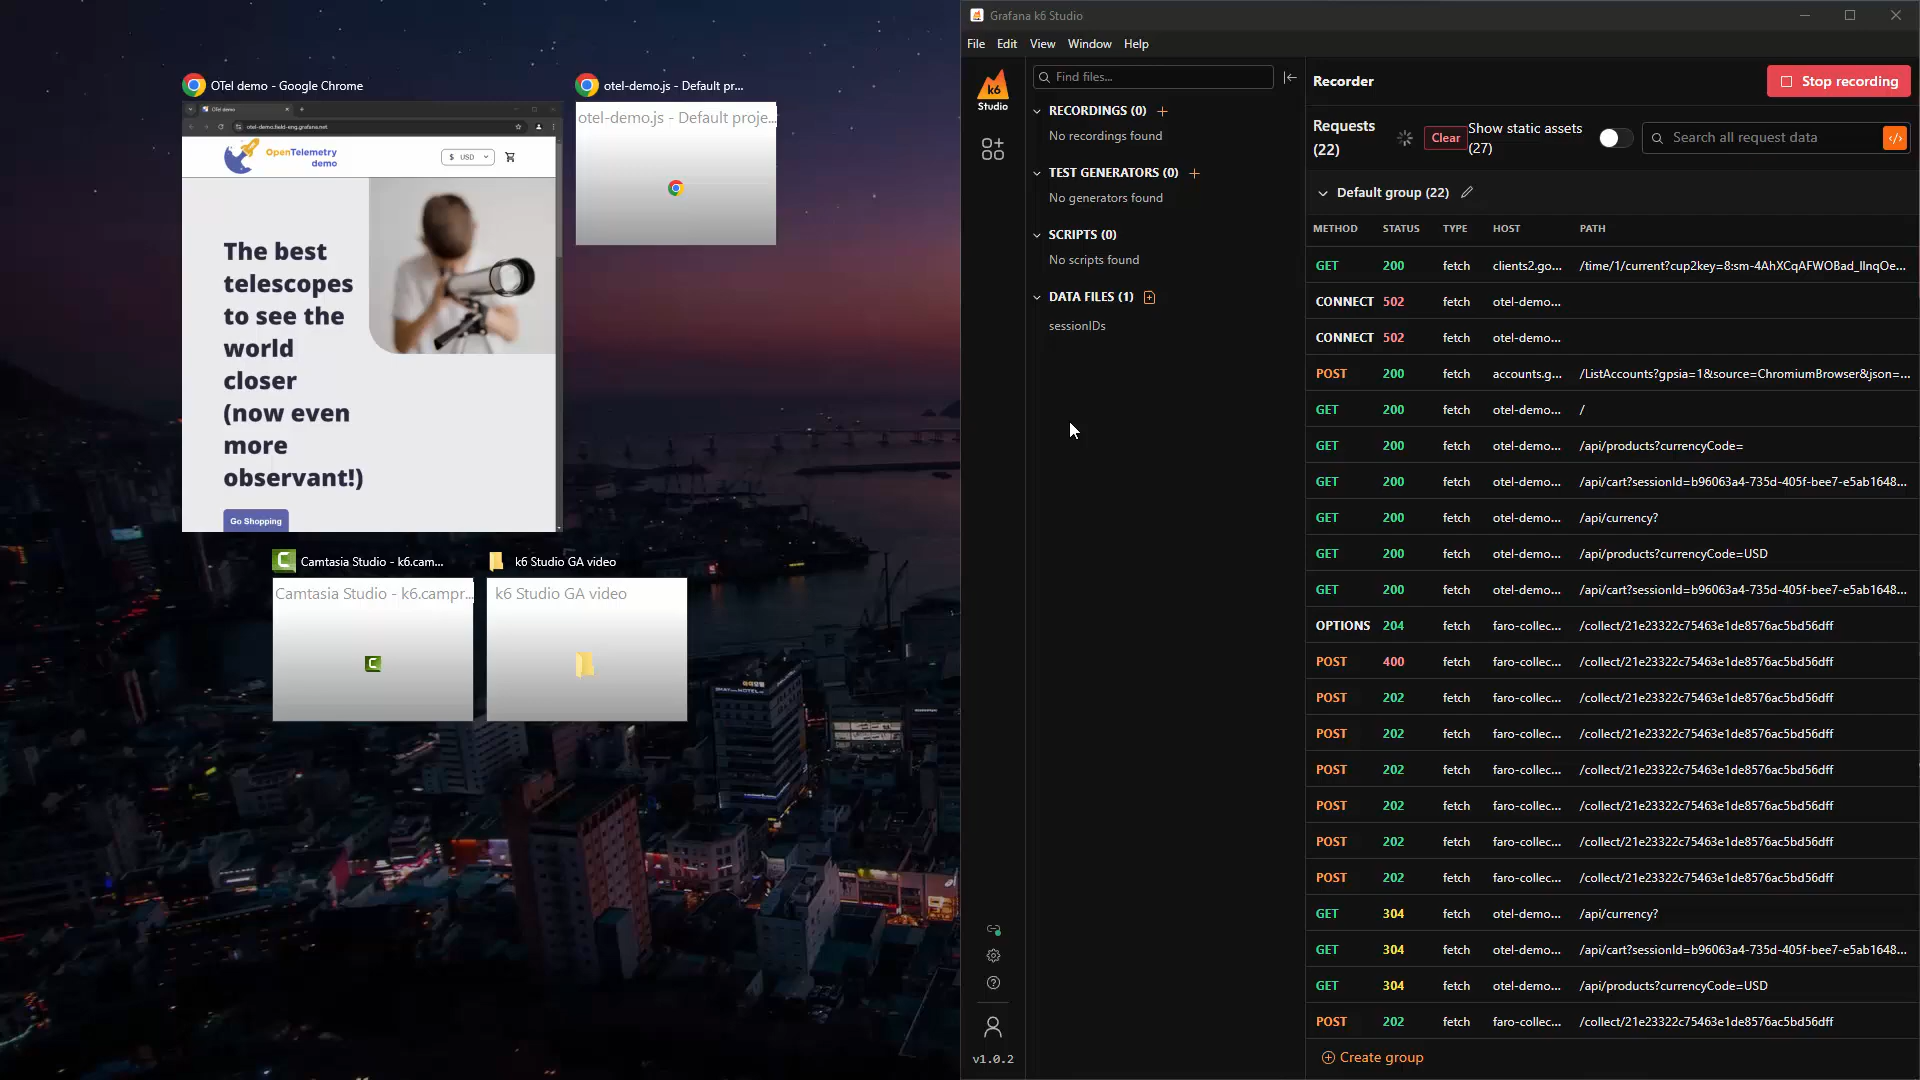 OTel demo - Google Chrome
OTel demo
otel-demo.field-eng.grafana.net
OpenTelemetry
demo
$ USD
The best
telescopes
to see the
world
closer
(now even
more
observant!)
Go Shopping
otel-demo.js - Default pr...
otel-demo.js - Default proje...
Camtasia Studio - k6.cam...
Camtasia Studio - k6.campr...
k6 Studio GA video
k6 Studio GA video
Grafana k6 Studio
File Edit View Window Help
k6
Studio
Find files...
RECORDINGS (0)
No recordings found
TEST GENERATORS (0)
No generators found
SCRIPTS (0)
No scripts found
DATA FILES (1)
sessionIDs
v1.0.2
Recorder
Stop recording
Requests
(22)
Clear
Show static assets
(27)
Search all request data
Default group (22)
METHOD STATUS TYPE HOST PATH
GET 200 fetch clients2.go... /time/1/current?cup2key=8:sm-4AhXCqAFWOBad_IlnqOe...
CONNECT 502 fetch otel-demo...
CONNECT 502 fetch otel-demo...
POST 200 fetch accounts.g... /ListAccounts?gpsia=1&source=ChromiumBrowser&json=...
GET 200 fetch otel-demo... /
GET 200 fetch otel-demo... /api/products?currencyCode=
GET 200 fetch otel-demo... /api/cart?sessionId=b96063a4-735d-405f-bee7-e5ab1648...
GET 200 fetch otel-demo... /api/currency?
GET 200 fetch otel-demo... /api/products?currencyCode=USD
GET 200 fetch otel-demo... /api/cart?sessionId=b96063a4-735d-405f-bee7-e5ab1648...
OPTIONS 204 fetch faro-collec... /collect/21e23322c75463e1de8576ac5bd56dff
POST 400 fetch faro-collec... /collect/21e23322c75463e1de8576ac5bd56dff
POST 202 fetch faro-collec... /collect/21e23322c75463e1de8576ac5bd56dff
POST 202 fetch faro-collec... /collect/21e23322c75463e1de8576ac5bd56dff
POST 202 fetch faro-collec... /collect/21e23322c75463e1de8576ac5bd56dff
POST 202 fetch faro-collec... /collect/21e23322c75463e1de8576ac5bd56dff
POST 202 fetch faro-collec... /collect/21e23322c75463e1de8576ac5bd56dff
POST 202 fetch faro-collec... /collect/21e23322c75463e1de8576ac5bd56dff
GET 304 fetch otel-demo... /api/currency?
GET 304 fetch otel-demo... /api/cart?sessionId=b96063a4-735d-405f-bee7-e5ab1648...
GET 304 fetch otel-demo... /api/products?currencyCode=USD
POST 202 fetch faro-collec... /collect/21e23322c75463e1de8576ac5bd56dff
Create group